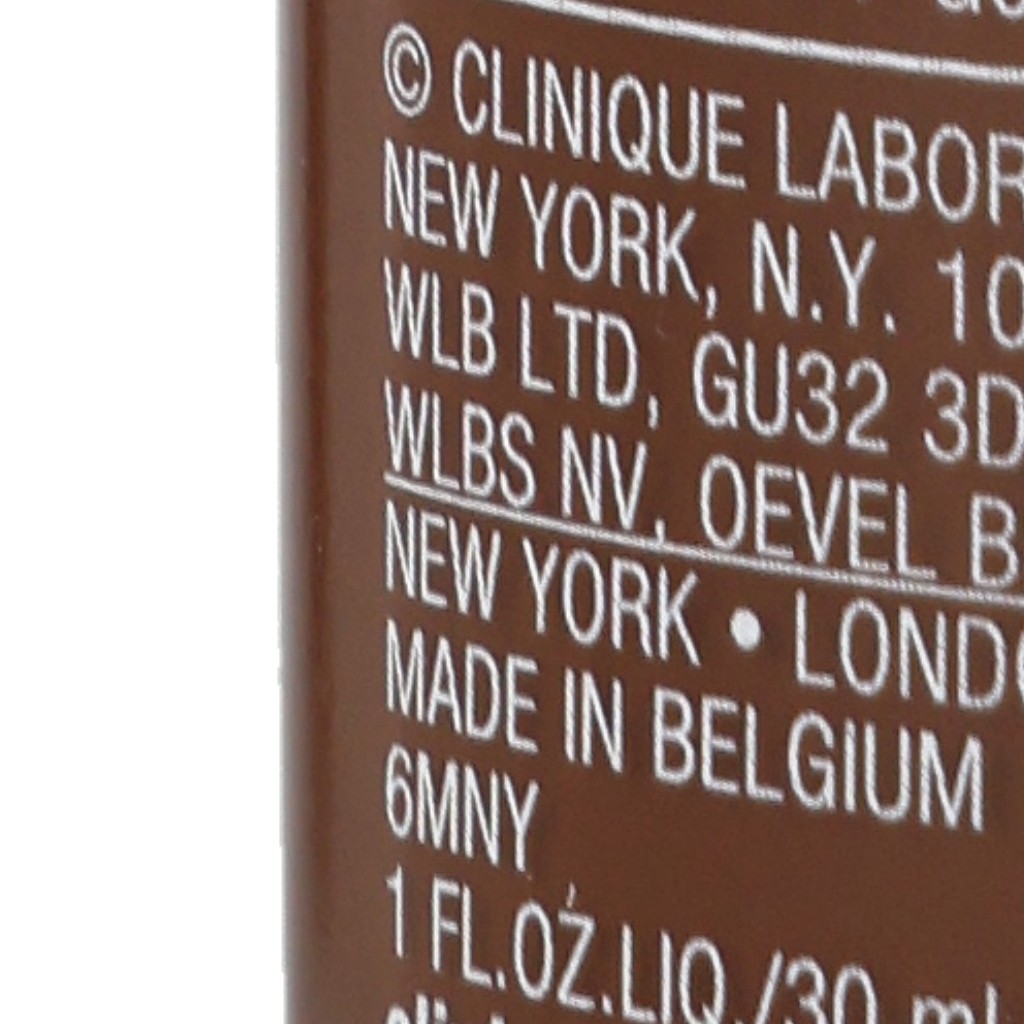 © CLINIQUE LABOR
NEW YORK, N.Y. 10
WLB LTD, GU32 3D
WLBS NV, OEVEL B
NEW YORK • LOND
MADE IN BELGIUM
6MNY
1 FL.OZ.LIQ./30 ml